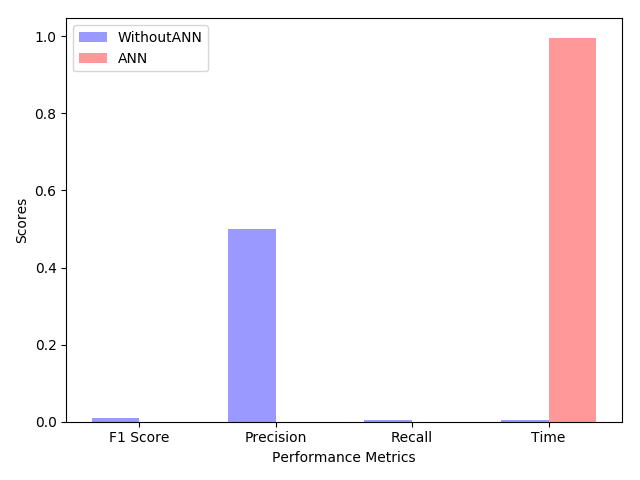 WithoutANN
ANN
1.0
0.8
0.6
0.4
0.2
0.0
Scores
F1 Score Precision Recall Time
Performance Metrics